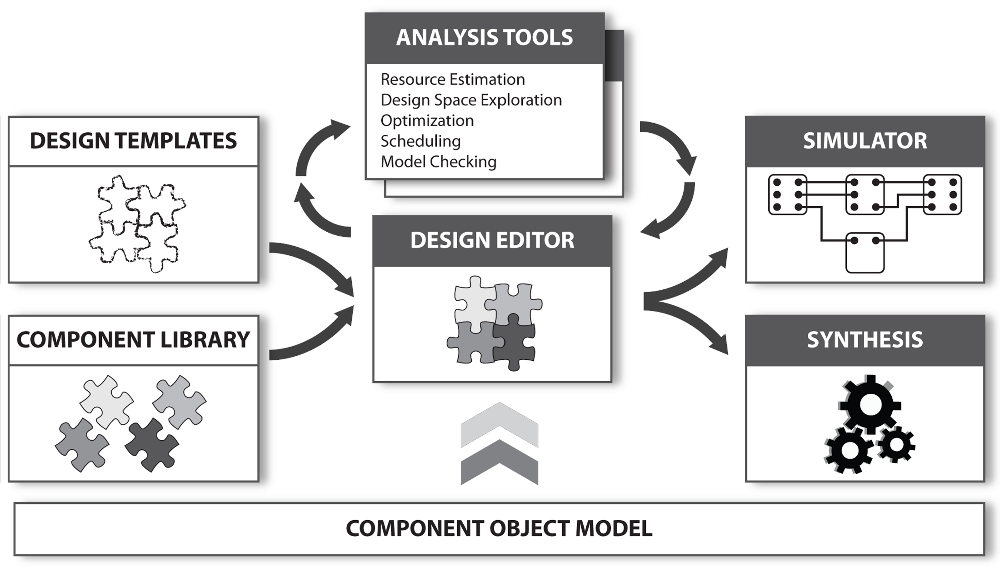 ANALYSIS TOOLS
Resource Estimation
Design Space Exploration
Optimization
Scheduling
Model Checking
DESIGN TEMPLATES
SIMULATOR
DESIGN EDITOR
COMPONENT LIBRARY
SYNTHESIS
COMPONENT OBJECT MODEL